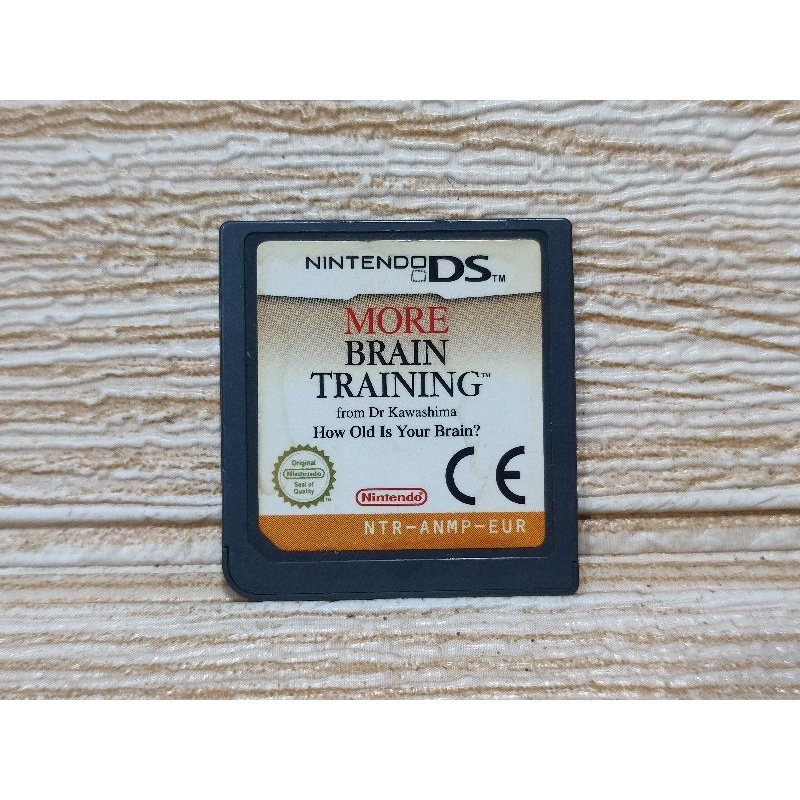 NINTENDO DS™
MORE
BRAIN
TRAINING™
from Dr Kawashima
How Old Is Your Brain?
Original
Nintendo
Seal of
Quality
™
Nintendo
CE
NTR-ANMP-EUR